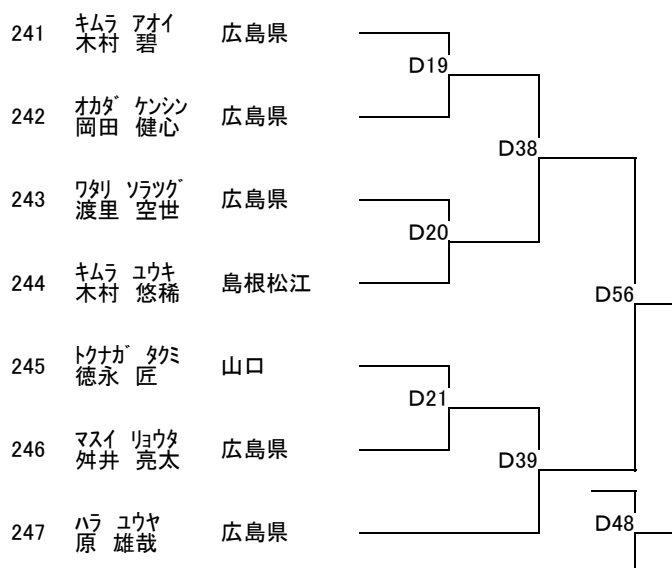 キムラ アオイ
241 木村 碧 広島県
D19
オカダ ケンシン
242 岡田 健心 広島県
D38
ワタリ ソラツグ
243 渡里 空世 広島県
D20
キムラ ユウキ
244 木村 悠稀 島根松江
D56
トクナガ タクミ
245 徳永 匠 山口
D21
マスイ リョウタ
246 舛井 亮太 広島県
D39
ハラ ユウヤ
247 原 雄哉 広島県
D48